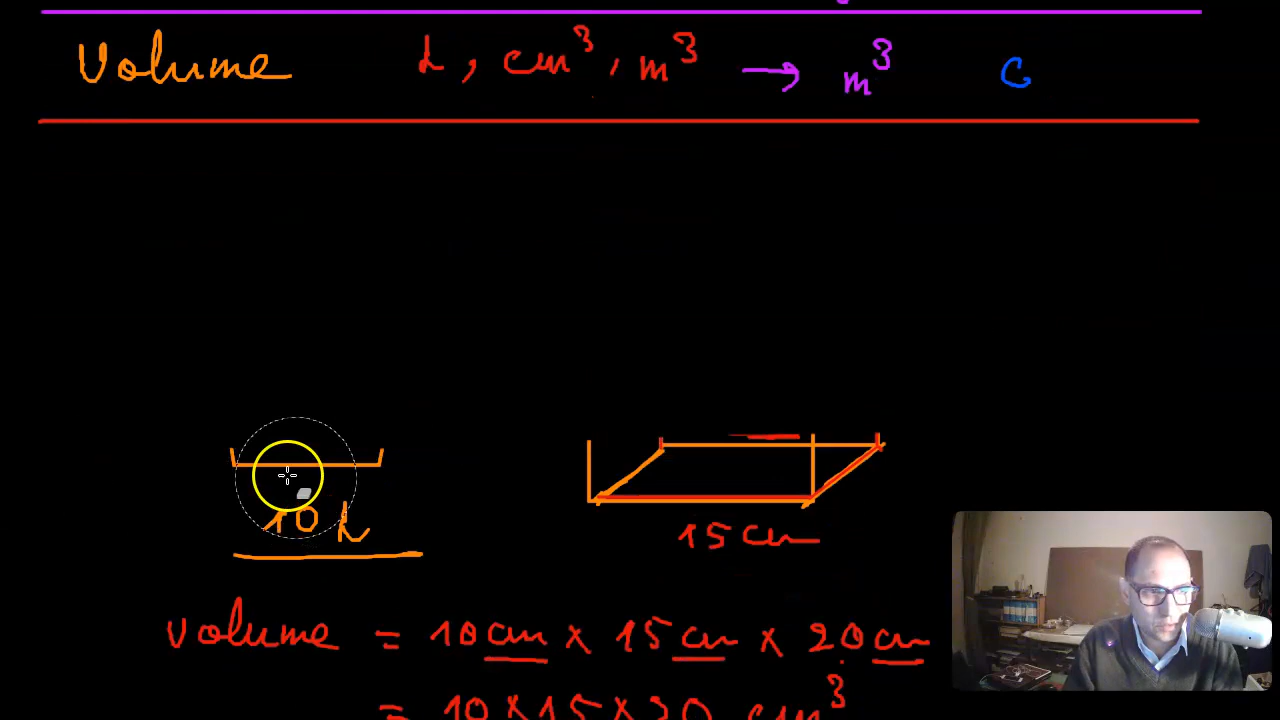 Volume L, cm³, m³ → m³ C
10 L
15 cm
Volume = 10 cm × 15 cm × 20 cm
= 10 × 15 × 20 cm³